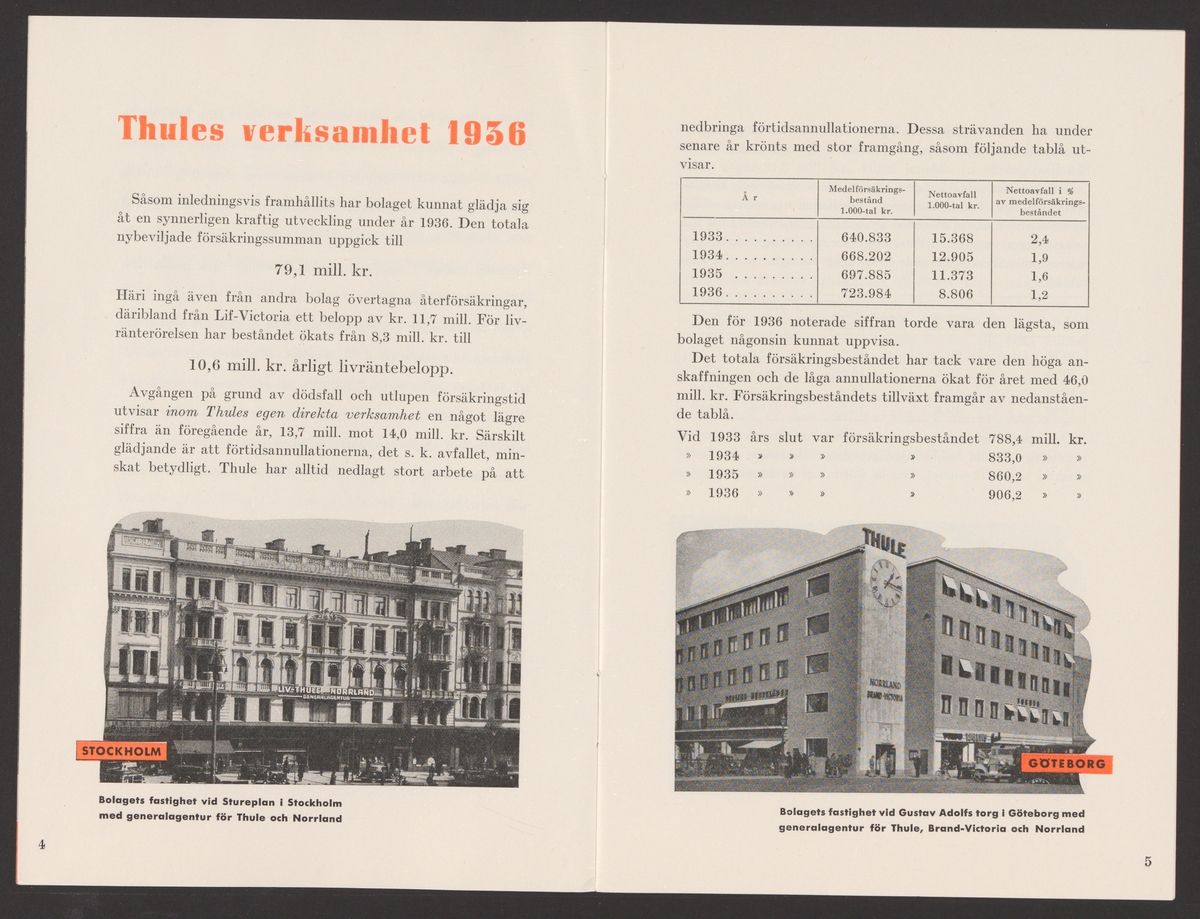 Thules verksamhet 1936
Såsom inledningsvis framhållits har bolaget kunnat glädja sig
åt en synnerligen kraftig utveckling under år 1936. Den totala
nybeviljade försäkringssumman uppgick till
79,1 mill. kr.
Häri ingå även från andra bolag övertagna återförsäkringar,
däribland från Lif-Victoria ett belopp av kr. 11,7 mill. För liv-
ränterörelsen har beståndet ökats från 8,3 mill. kr. till
10,6 mill. kr. årligt livräntebelopp.
Avgången på grund av dödsfall och utlupen försäkringstid
utvisar inom Thules egen direkta verksamhet en något lägre
siffra än föregående år, 13,7 mill. mot 14,0 mill. kr. Särskilt
glädjande är att förtidsannullationerna, det s. k. avfallet, min-
skat betydligt. Thule har alltid nedlagt stort arbete på att
LIV-THULE NORRLAND
GENERALAGENTUR
STOCKHOLM
Bolagets fastighet vid Stureplan i Stockholm
med generalagentur för Thule och Norrland
4
nedbringa förtidsannullationerna. Dessa strävanden ha under
senare år krönts med stor framgång, såsom följande tablå ut-
visar.
År Medelförsäkrings- bestånd 1.000-tal kr. Nettoavfall 1.000-tal kr. Nettoavfall i % av medelförsäkrings- beståndet
1933.......... 640.833 15.368 2,4
1934.......... 668.202 12.905 1,9
1935 ......... 697.885 11.373 1,6
1936.......... 723.984 8.806 1,2
Den för 1936 noterade siffran torde vara den lägsta, som
bolaget någonsin kunnat uppvisa.
Det totala försäkringsbeståndet har tack vare den höga an-
skaffningen och de låga annullationerna ökat för året med 46,0
mill. kr. Försäkringsbeståndets tillväxt framgår av nedanståen-
de tablå.
Vid 1933 års slut var försäkringsbeståndet 788,4 mill. kr.
» 1934 » » » » 833,0 » »
» 1935 » » » » 860,2 » »
» 1936 » » » » 906,2 » »
THULE
NORRLAND
BRAND-VICTORIA
GÖTEBORG
Bolagets fastighet vid Gustav Adolfs torg i Göteborg med
generalagentur för Thule, Brand-Victoria och Norrland
5